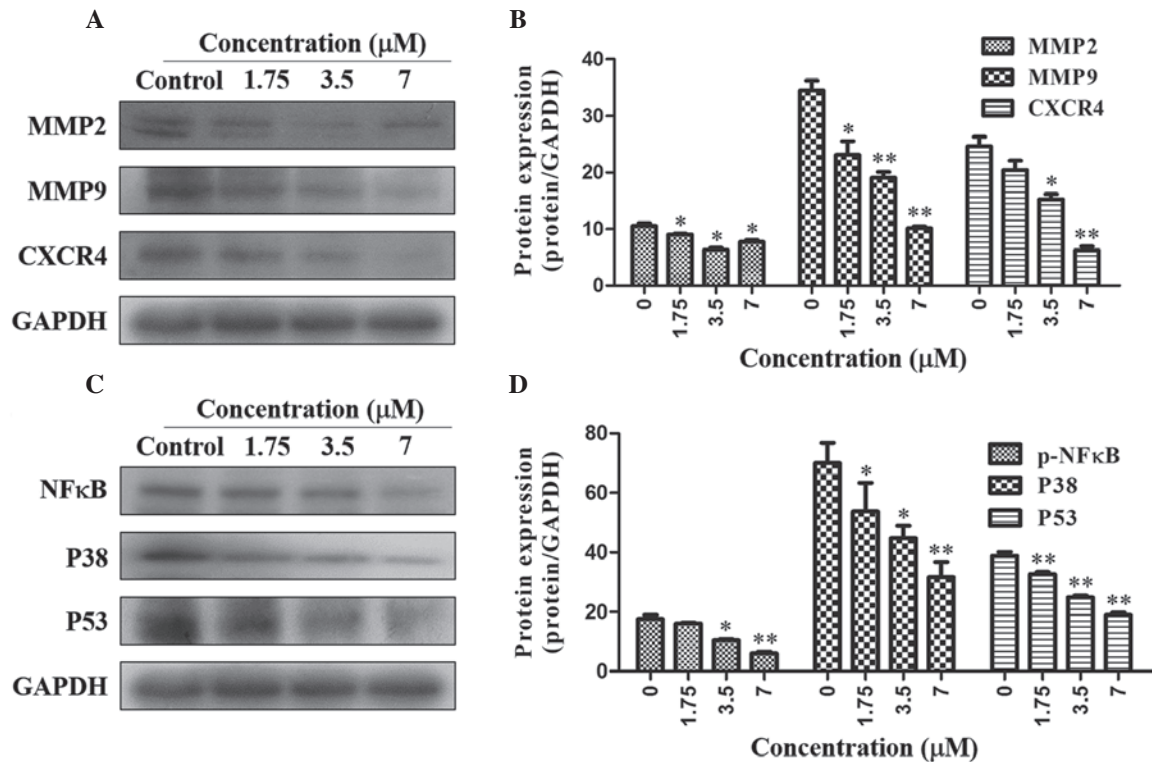 A
Concentration (μM)
Control 1.75 3.5 7
MMP2
MMP9
CXCR4
GAPDH
B
Protein expression
(protein/GAPDH)
40
30
20
10
0
MMP2
MMP9
CXCR4
* * *
* ** **
* **
0 1.75 3.5 7 0 1.75 3.5 7 0 1.75 3.5 7
Concentration (μM)
C
Concentration (μM)
Control 1.75 3.5 7
NFκB
P38
P53
GAPDH
D
Protein expression
(protein/GAPDH)
80
60
40
20
0
p-NFκB
P38
P53
* **
* * **
** ** **
0 1.75 3.5 7 0 1.75 3.5 7 0 1.75 3.5 7
Concentration (μM)